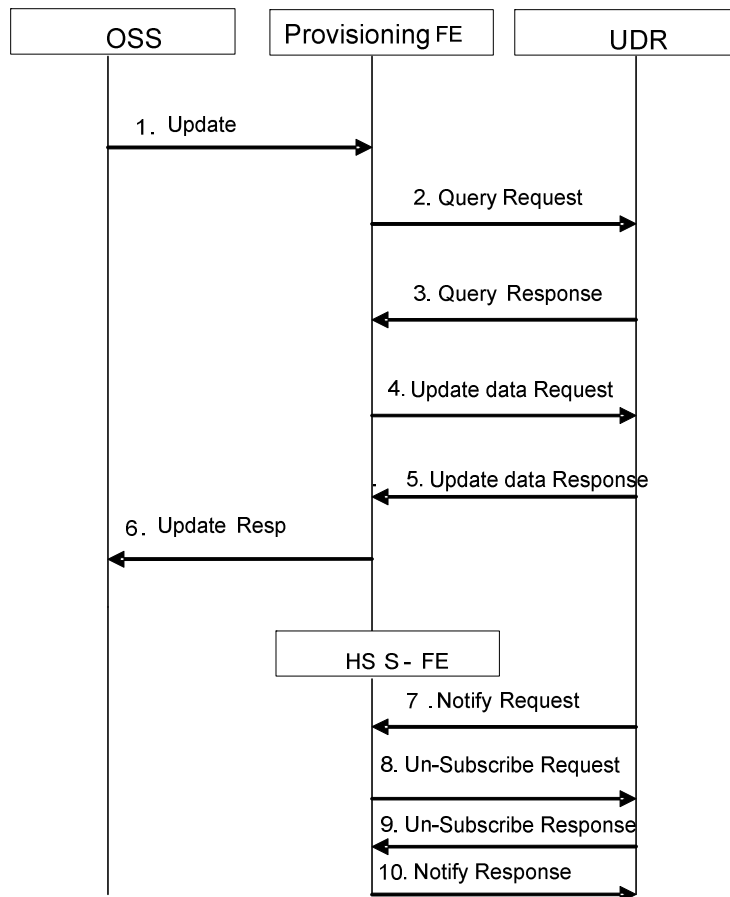 OSS
Provisioning FE
UDR
1. Update
2. Query Request
3. Query Response
4. Update data Request
5. Update data Response
6. Update Resp
HS S- FE
7 .Notify Request
8. Un-Subscribe Request
9. Un-Subscribe Response
10. Notify Response